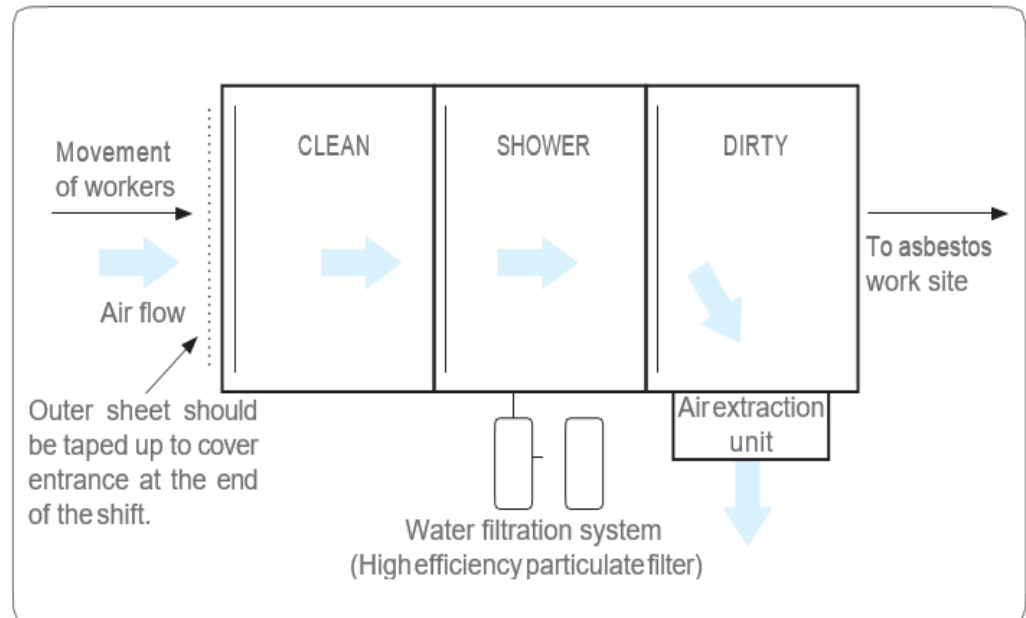 CLEAN
SHOWER
DIRTY
Movement
of workers
To asbestos
work site
Air flow
Outer sheet should
be taped up to cover
entrance at the end
of the shift.
Air extraction
unit
Water filtration system
(High efficiency particulate filter)